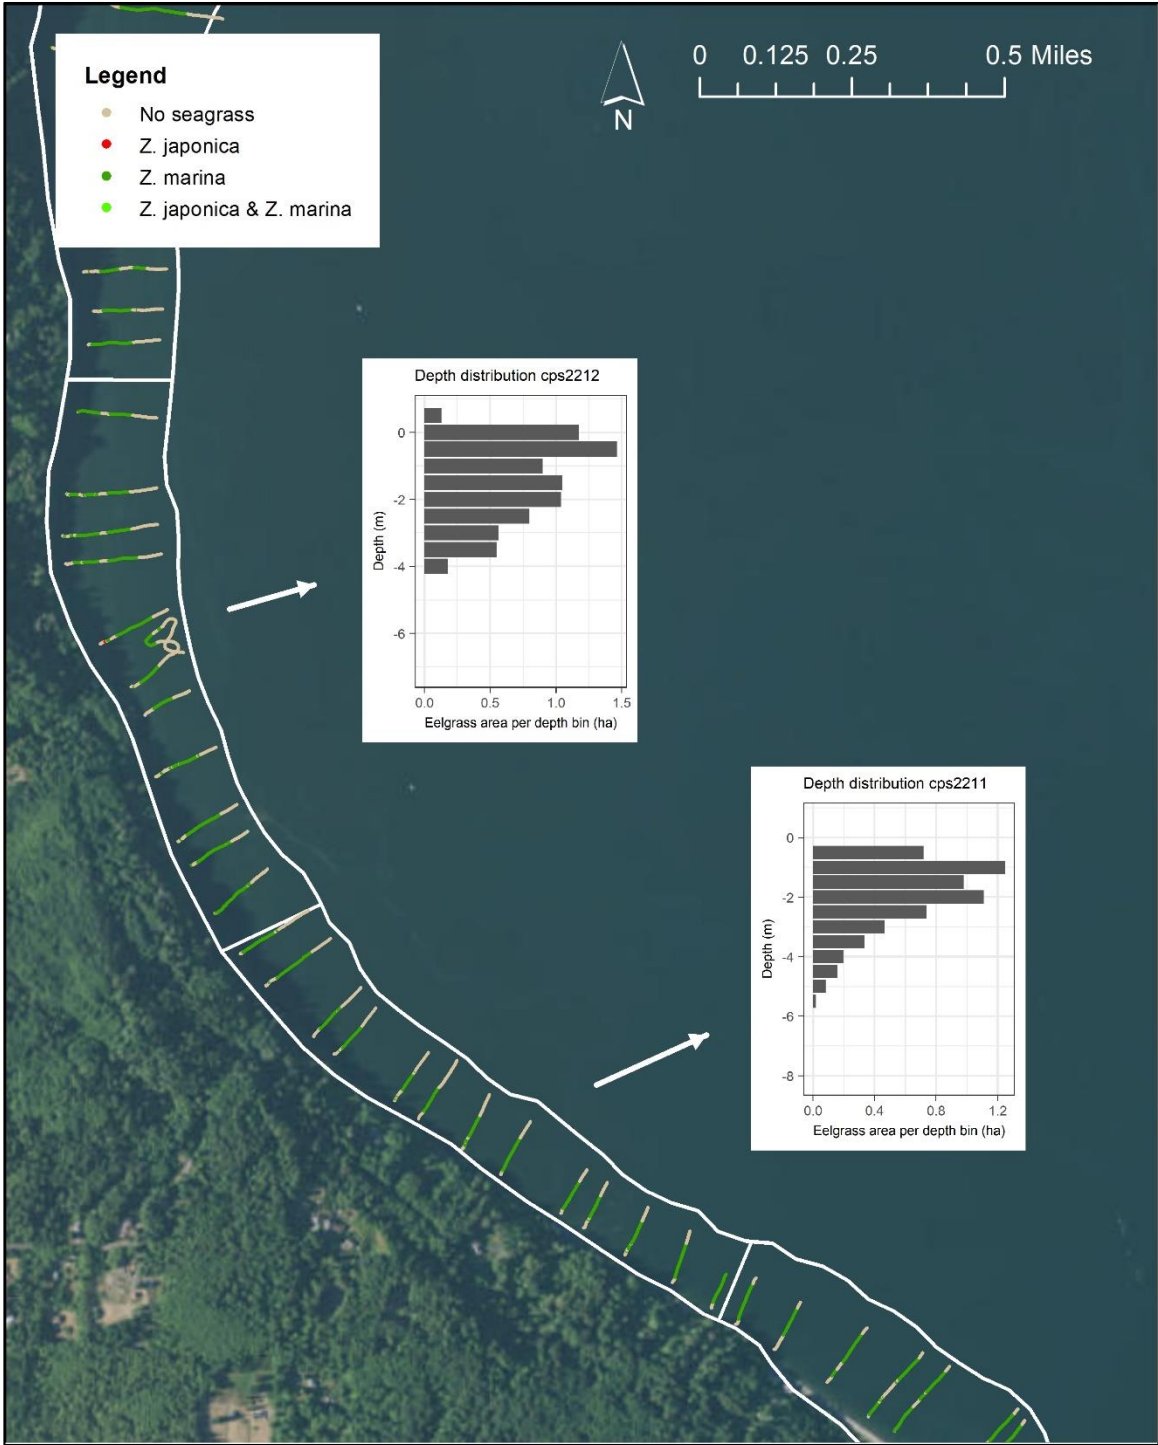 Legend
No seagrass
Z. japonica
Z. marina
Z. japonica & Z. marina
N
0 0.125 0.25 0.5 Miles
Depth distribution cps2212
0
-2
-4
-6
Depth (m)
0.0 0.5 1.0 1.5
Eelgrass area per depth bin (ha)
Depth distribution cps2211
0
-2
-4
-6
-8
Depth (m)
0.0 0.4 0.8 1.2
Eelgrass area per depth bin (ha)